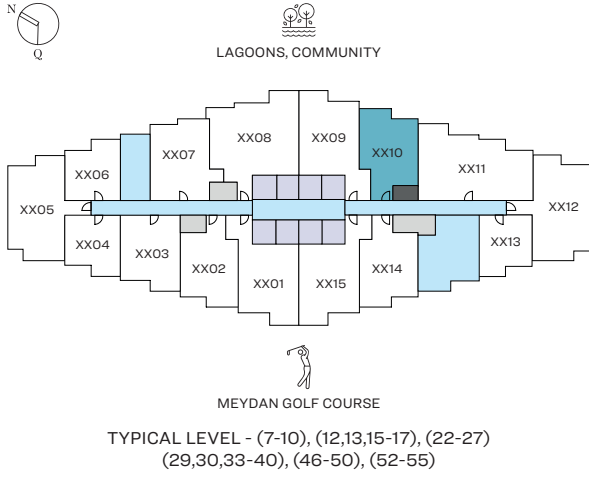 N
Q
LAGOONS, COMMUNITY
XX08
XX09
XX07
XX10
XX06
XX11
XX05
XX12
XX04
XX03
XX02
XX01
XX15
XX14
XX13
MEYDAN GOLF COURSE
TYPICAL LEVEL - (7-10), (12,13,15-17), (22-27)
(29,30,33-40), (46-50), (52-55)